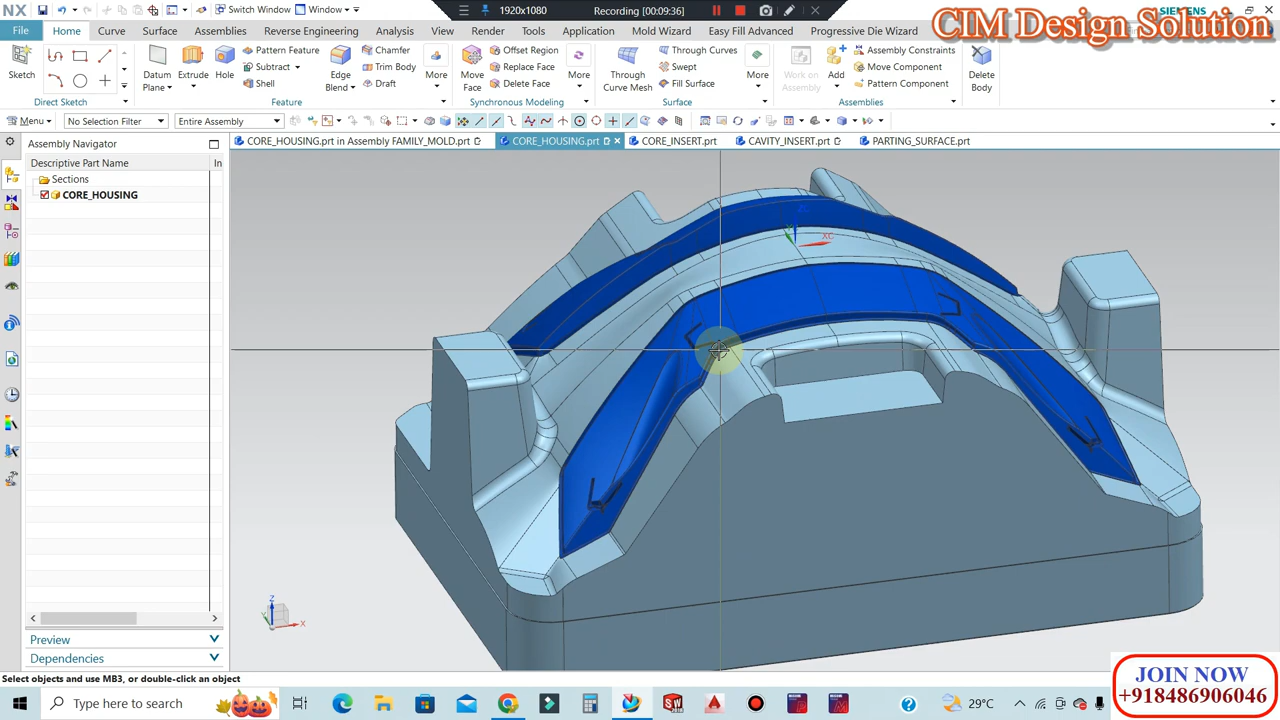 NX
Switch Window
Window
1920x1080
Recording [00:09:36]
SIEMENS
CIM Design Solution
File
Home
Curve
Surface
Assemblies
Reverse Engineering
Analysis
View
Render
Tools
Application
Mold Wizard
Easy Fill Advanced
Progressive Die Wizard
Sketch
Direct Sketch
Datum Plane
Extrude
Hole
Pattern Feature
Subtract
Shell
Edge Blend
Chamfer
Trim Body
Draft
More
Feature
Move Face
Offset Region
Replace Face
Delete Face
More
Synchronous Modeling
Through Curve Mesh
Through Curves
Swept
Fill Surface
More
Surface
Work on Assembly
Add
Assembly Constraints
Move Component
Pattern Component
Assemblies
Delete Body
Menu
No Selection Filter
Entire Assembly
Assembly Navigator
Descriptive Part Name
In
Sections
CORE_HOUSING
CORE_HOUSING.prt in Assembly FAMILY_MOLD.prt
CORE_HOUSING.prt
CORE_INSERT.prt
CAVITY_INSERT.prt
PARTING_SURFACE.prt
XC
Z
X
Preview
Dependencies
Select objects and use MB3, or double-click an object
Type here to search
29°C
JOIN NOW
+918486906046